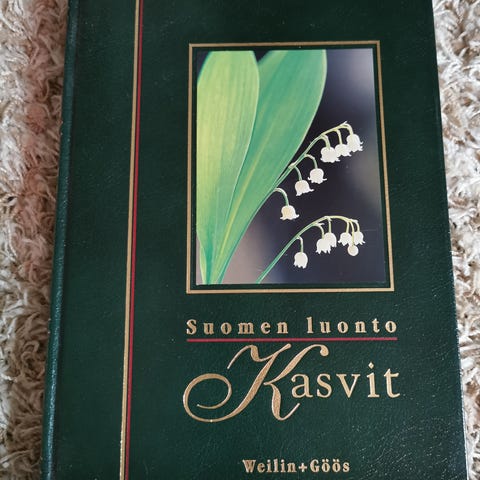 Suomen luonto
Kasvit
Weilin+Göös